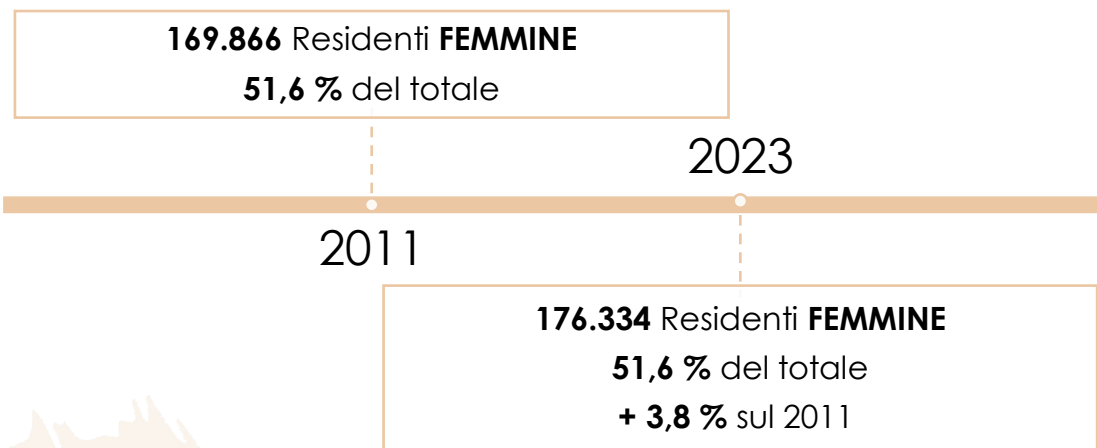 169.866 Residenti FEMMINE
51,6 % del totale
2023
2011
176.334 Residenti FEMMINE
51,6 % del totale
+ 3,8 % sul 2011